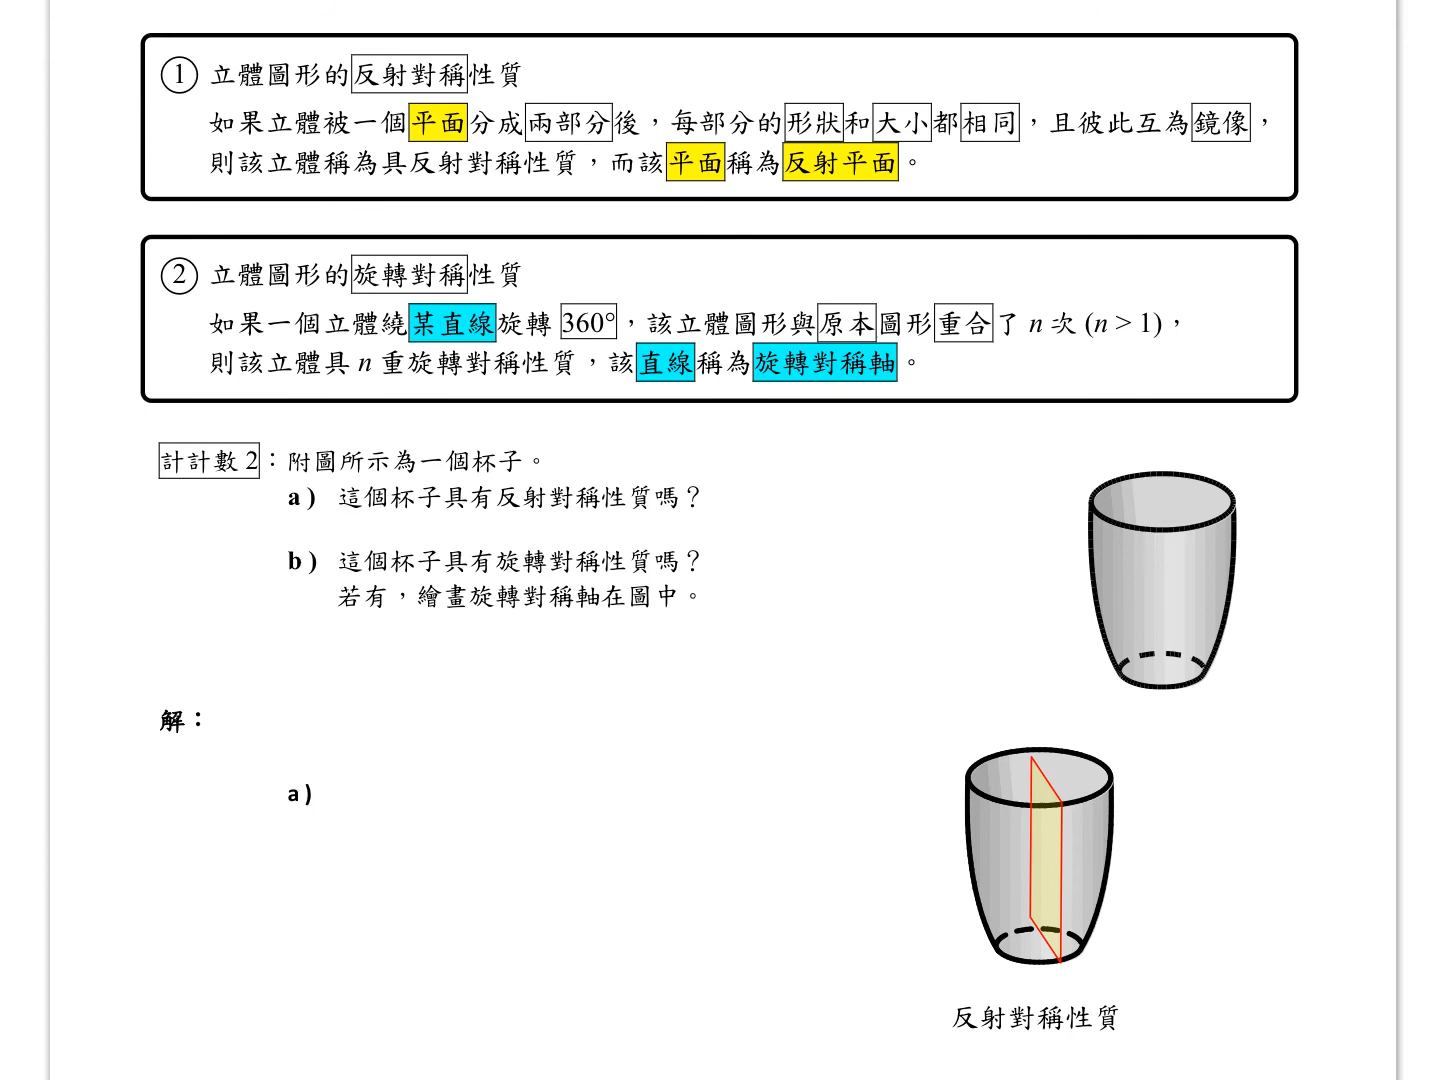 ① 立體圖形的反射對稱性質
如果立體被一個平面分成兩部分後，每部分的形狀和大小都相同，且彼此互為鏡像，
則該立體稱為具反射對稱性質，而該平面稱為反射平面。
② 立體圖形的旋轉對稱性質
如果一個立體繞某直線旋轉 360°，該立體圖形與原本圖形重合了 n 次 (n > 1)，
則該立體具 n 重旋轉對稱性質，該直線稱為旋轉對稱軸。
計計數 2：附圖所示為一個杯子。
a) 這個杯子具有反射對稱性質嗎？
b) 這個杯子具有旋轉對稱性質嗎？
若有，繪畫旋轉對稱軸在圖中。
解：
a)
反射對稱性質